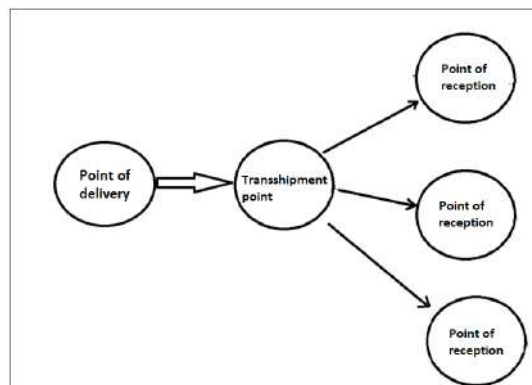 Point of
reception
Point of
delivery
Transshipment
point
Point of
reception
Point of
reception